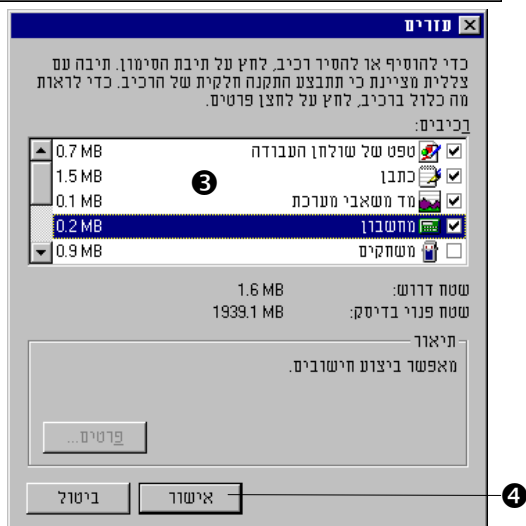 עזרים
כדי להוסיף או להסיר רכיב, לחץ על תיבת הסימון. תיבה עם
צללית מציינת כי תתבצע התקנה חלקית של הרכיב. כדי לראות
מה כלול ברכיב, לחץ על לחצן פרטים.
רכיבים:
טפט של שולחן העבודה 0.7 MB
כתבן 1.5 MB
מד משאבי מערכת 0.1 MB
❸
מחשבון 0.2 MB
משחקים 0.9 MB
שטח דרוש: 1.6 MB
שטח פנוי בדיסק: 1939.1 MB
תיאור
מאפשר ביצוע חישובים.
פרטים...
אישור ביטול
❹